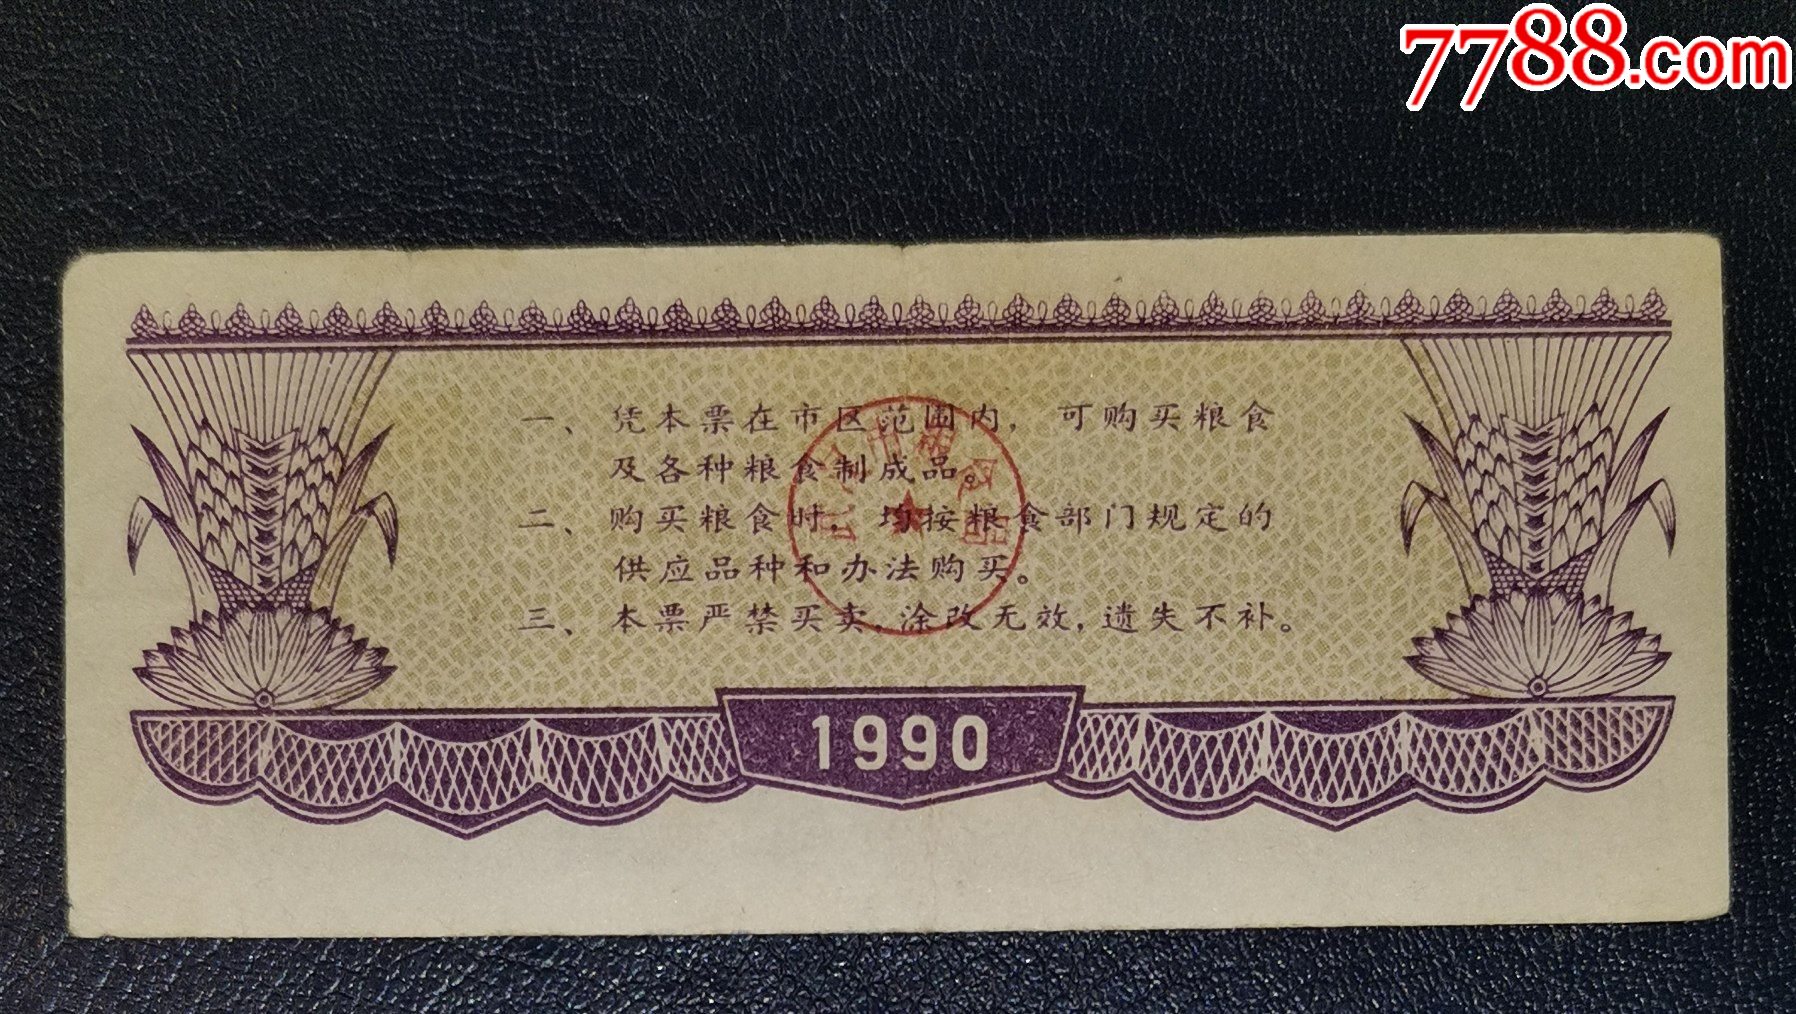 7788.com
一、凭本票在市区范围内，可购买粮食
及各种粮食制成品。
二、购买粮食时，均按粮食部门规定的
供应品种和办法购买。
三、本票严禁买卖，涂改无效，遗失不补。
1990